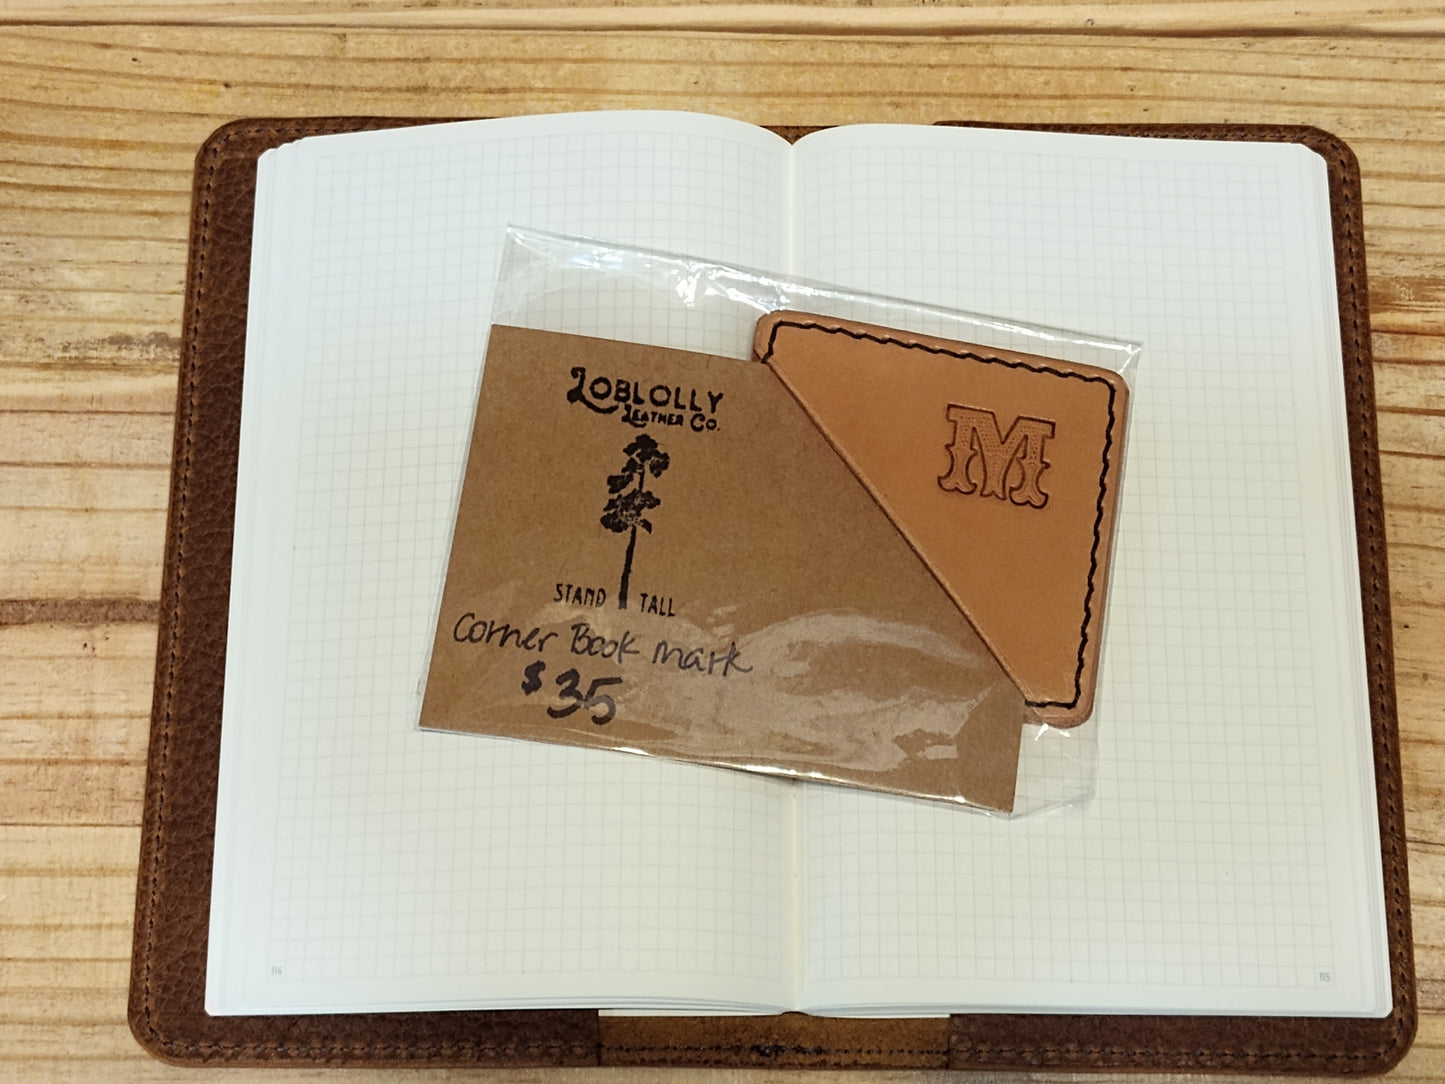 LOBLOLLY
LEATHER CO.
M
STAND TALL
Corner Book mark
$35
114
115